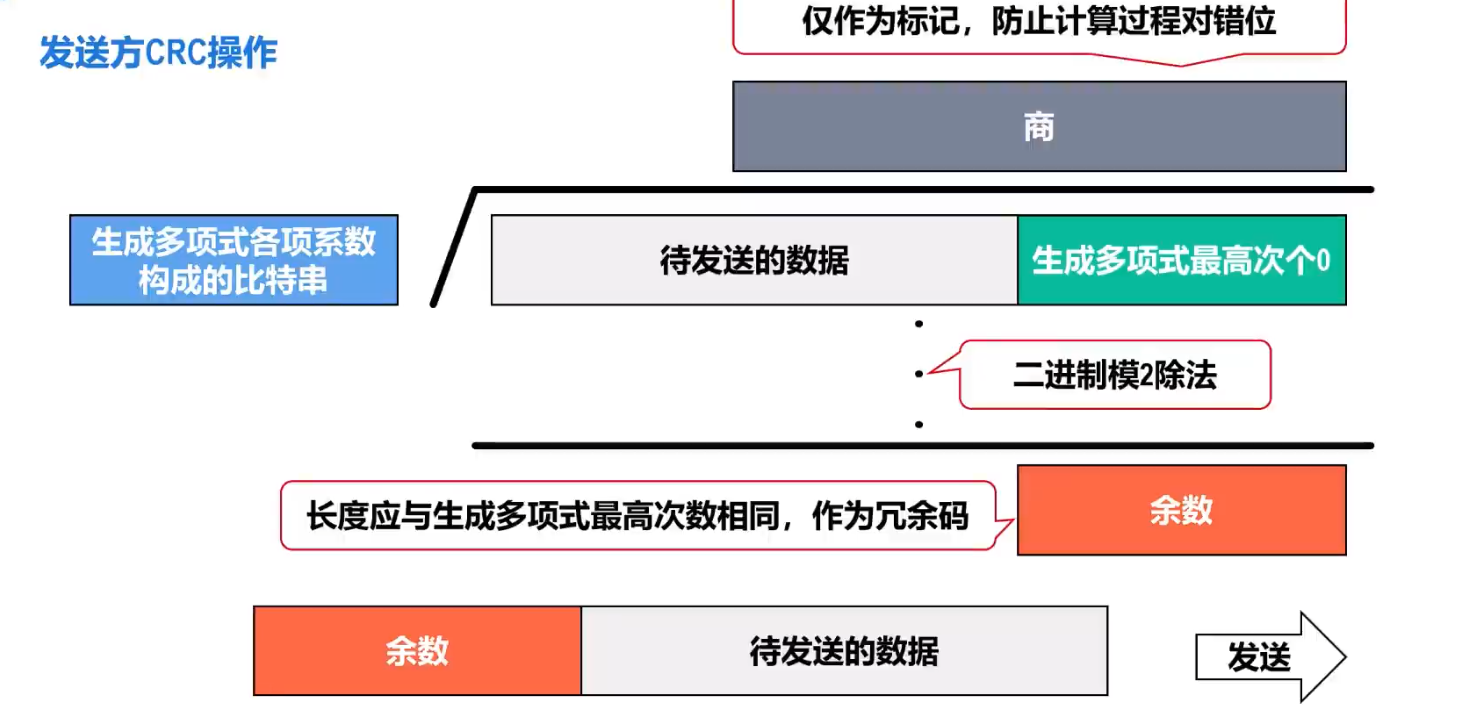 仅作为标记，防止计算过程对错位
发送方CRC操作
商
生成多项式各项系数
构成的比特串
待发送的数据
生成多项式最高次个0
二进制模2除法
长度应与生成多项式最高次数相同，作为冗余码
余数
余数
待发送的数据
发送